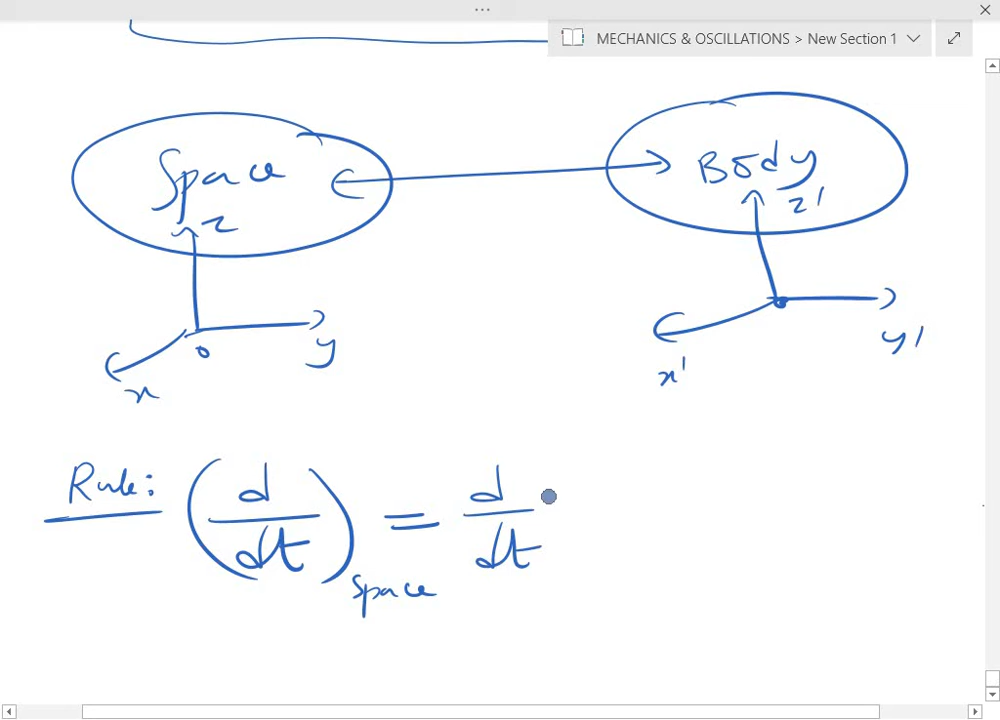 MECHANICS & OSCILLATIONS > New Section 1
Space Body
z z'
o y y'
x x'
Rule: (d/dt)space = d/dt